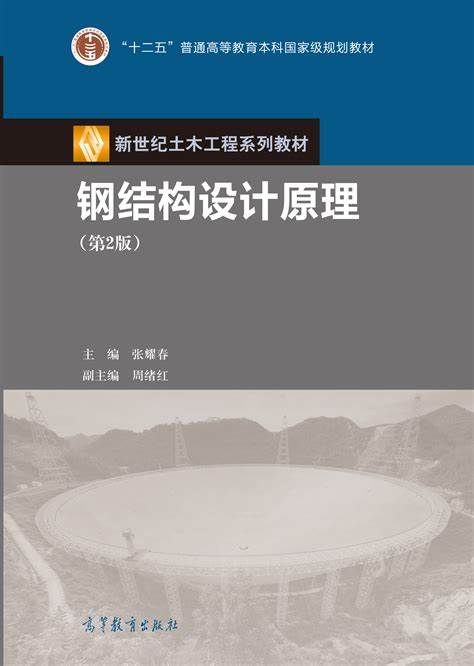 “十二五”普通高等教育本科国家级规划教材
新世纪土木工程系列教材
钢结构设计原理
（第2版）
主 编 张耀春
副主编 周绪红
高等教育出版社